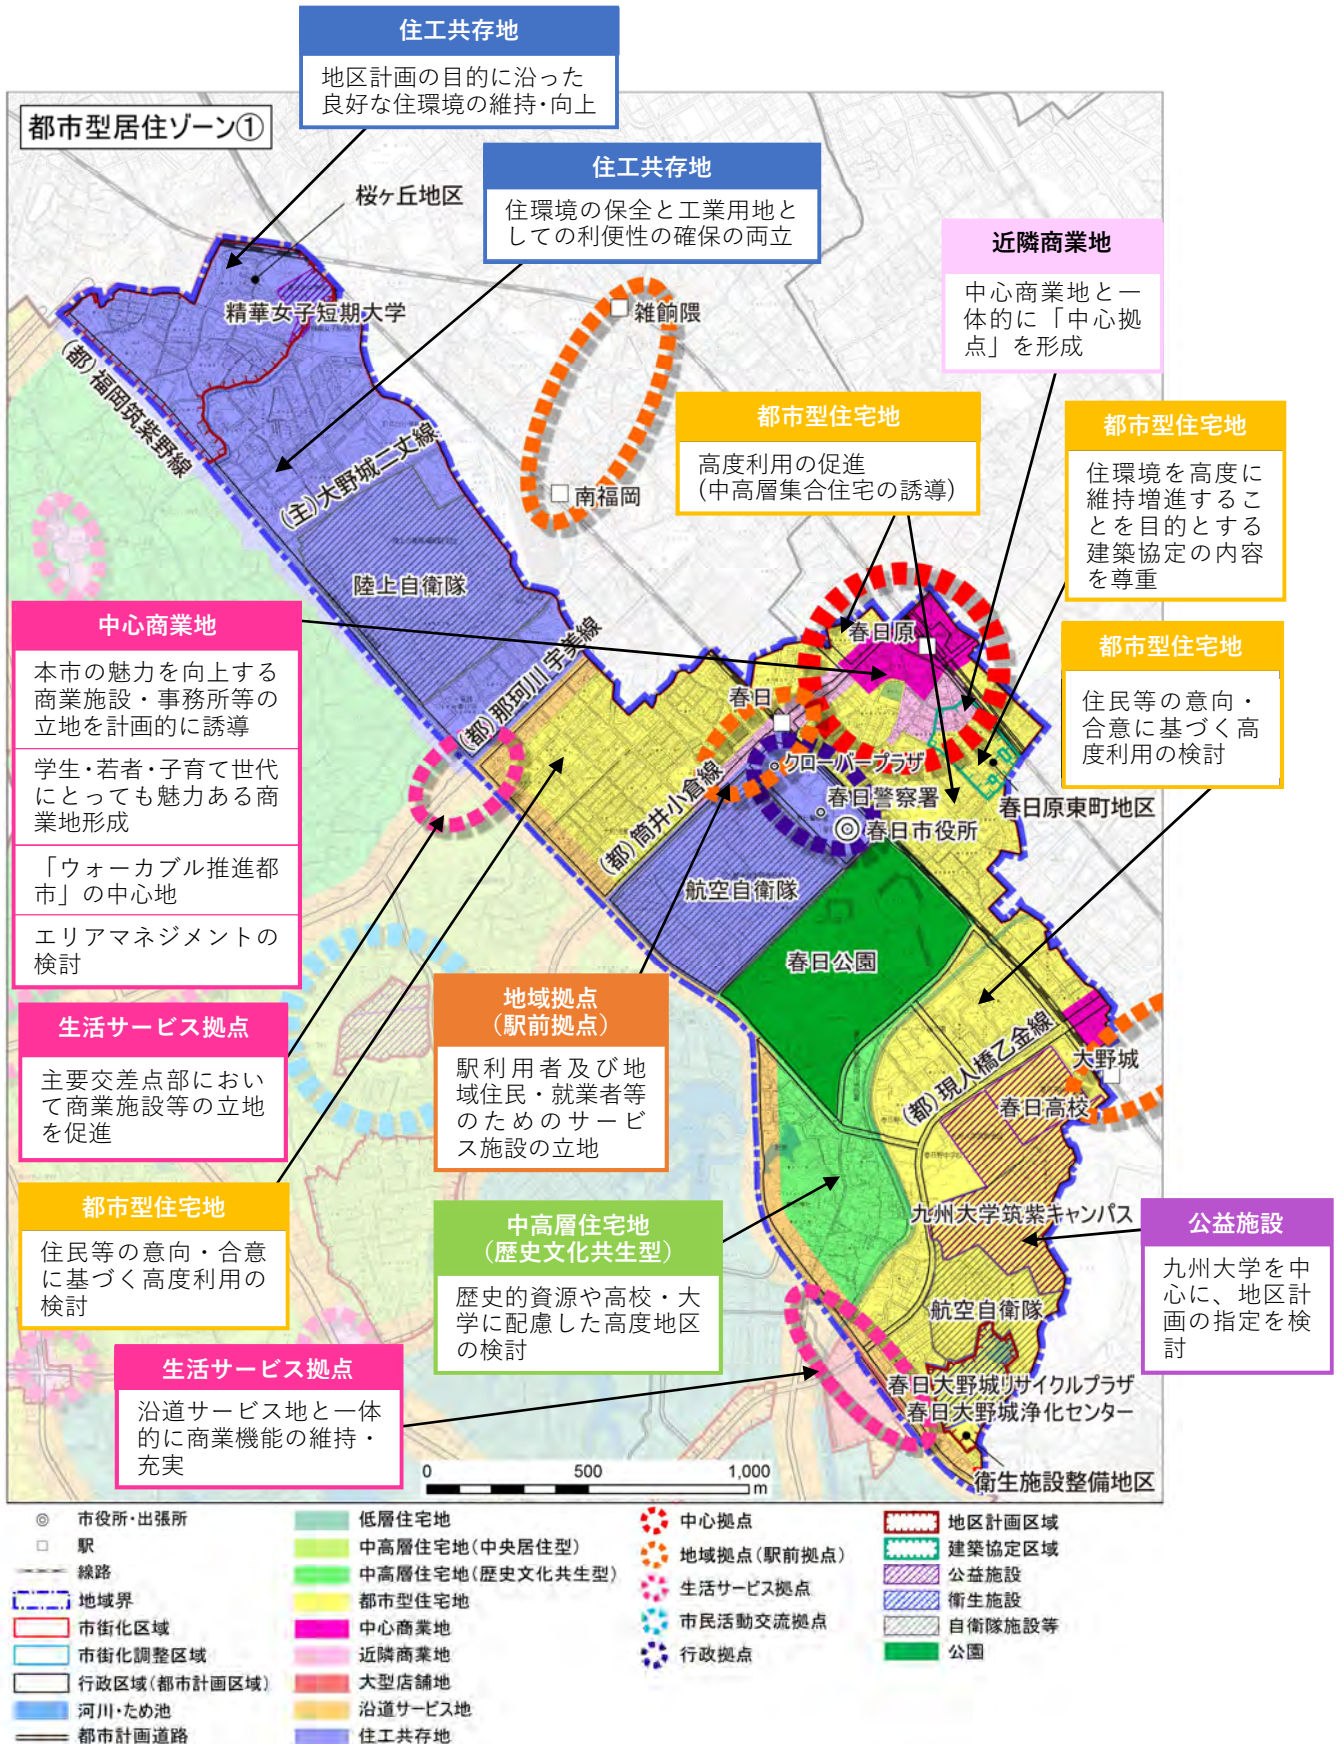 住工共存地
地区計画の目的に沿った
良好な住環境の維持・向上
都市型居住ゾーン①
住工共存地
住環境の保全と工業用地と
しての利便性の確保の両立
桜ヶ丘地区
近隣商業地
中心商業地と一
体的に「中心拠
点」を形成
精華女子短期大学
雑餉隈
(都)福岡筑紫野線
都市型住宅地
高度利用の促進
(中高層集合住宅の誘導)
都市型住宅地
住環境を高度に
維持増進するこ
とを目的とする
建築協定の内容
を尊重
(主)大野城二丈線
南福岡
陸上自衛隊
中心商業地
本市の魅力を向上する
商業施設・事務所等の
立地を計画的に誘導
学生・若者・子育て世代
にとっても魅力ある商
業地形成
「ウォーカブル推進都
市」の中心地
エリアマネジメントの
検討
春日原
都市型住宅地
住民等の意向・
合意に基づく高
度利用の検討
(都)那珂川宇美線
春日
クローバープラザ
春日警察署
春日市役所
春日原東町地区
(都)筒井小倉線
航空自衛隊
春日公園
地域拠点
(駅前拠点)
駅利用者及び地
域住民・就業者等
のためのサービ
ス施設の立地
生活サービス拠点
主要交差点部におい
て商業施設等の立地
を促進
大野城
(都)現人橋乙金線
春日高校
都市型住宅地
住民等の意向・合意
に基づく高度利用の
検討
中高層住宅地
(歴史文化共生型)
歴史的資源や高校・大
学に配慮した高度地区
の検討
九州大学筑紫キャンパス
公益施設
九州大学を中
心に、地区計
画の指定を検
討
航空自衛隊
生活サービス拠点
沿道サービス地と一体
的に商業機能の維持・
充実
春日大野城リサイクルプラザ
春日大野城浄化センター
衛生施設整備地区
0 500 1,000
m
市役所・出張所
駅
線路
地域界
市街化区域
市街化調整区域
行政区域(都市計画区域)
河川・ため池
都市計画道路
低層住宅地
中高層住宅地(中央居住型)
中高層住宅地(歴史文化共生型)
都市型住宅地
中心商業地
近隣商業地
大型店舗地
沿道サービス地
住工共存地
中心拠点
地域拠点(駅前拠点)
生活サービス拠点
市民活動交流拠点
行政拠点
地区計画区域
建築協定区域
公益施設
衛生施設
自衛隊施設等
公園